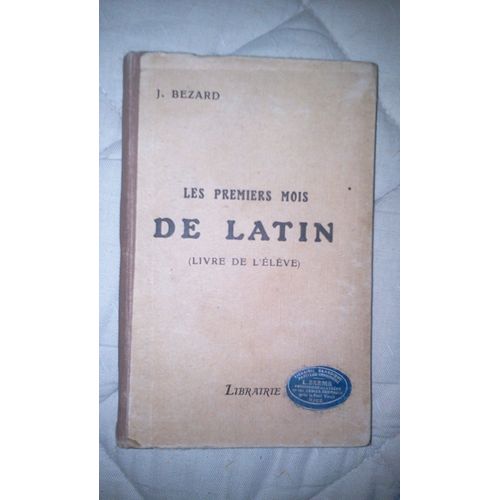 J. BEZARD
LES PREMIERS MOIS
DE LATIN
(LIVRE DE L'ÉLÈVE)
LIBRAIRIE